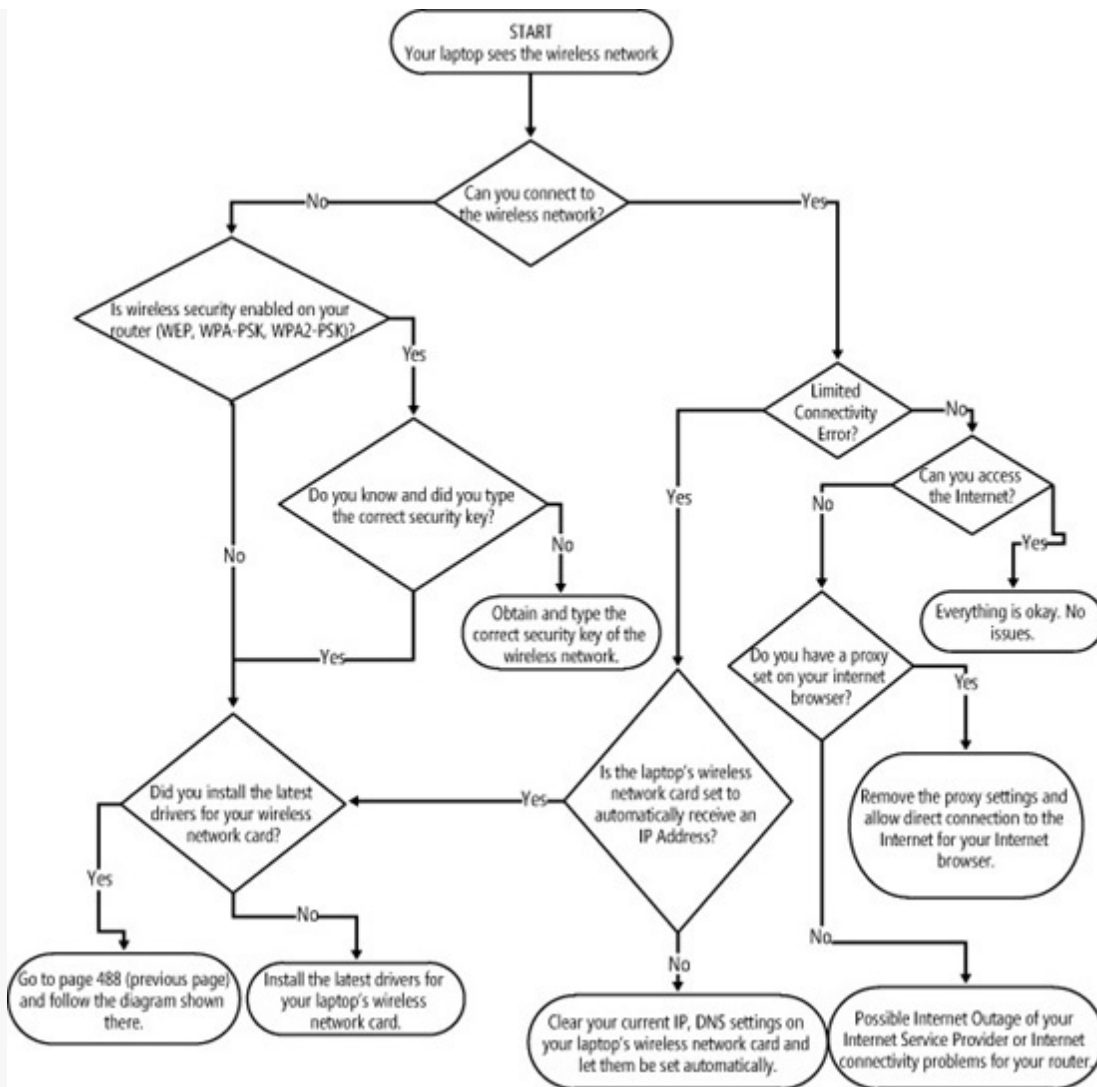 START
Your laptop sees the wireless network
Can you connect to
the wireless network?
No
Yes
Is wireless security enabled on your
router (WEP, WPA-PSK, WPA2-PSK)?
Yes
No
Limited
Connectivity
Error?
No
Yes
Can you access
the Internet?
No
Yes
Everything is okay. No
issues.
Do you know and did you type
the correct security key?
No
Yes
Obtain and type the
correct security key of the
wireless network.
Do you have a proxy
set on your internet
browser?
Yes
No
Remove the proxy settings and
allow direct connection to the
Internet for your Internet
browser.
Is the laptop's wireless
network card set to
automatically receive an
IP Address?
Yes
No
Did you install the latest
drivers for your wireless
network card?
Yes
No
Go to page 488 (previous page)
and follow the diagram shown
there.
Install the latest drivers for
your laptop's wireless
network card.
Clear your current IP, DNS settings on
your laptop's wireless network card and
let them be set automatically.
Possible Internet Outage of your
Internet Service Provider or Internet
connectivity problems for your router.